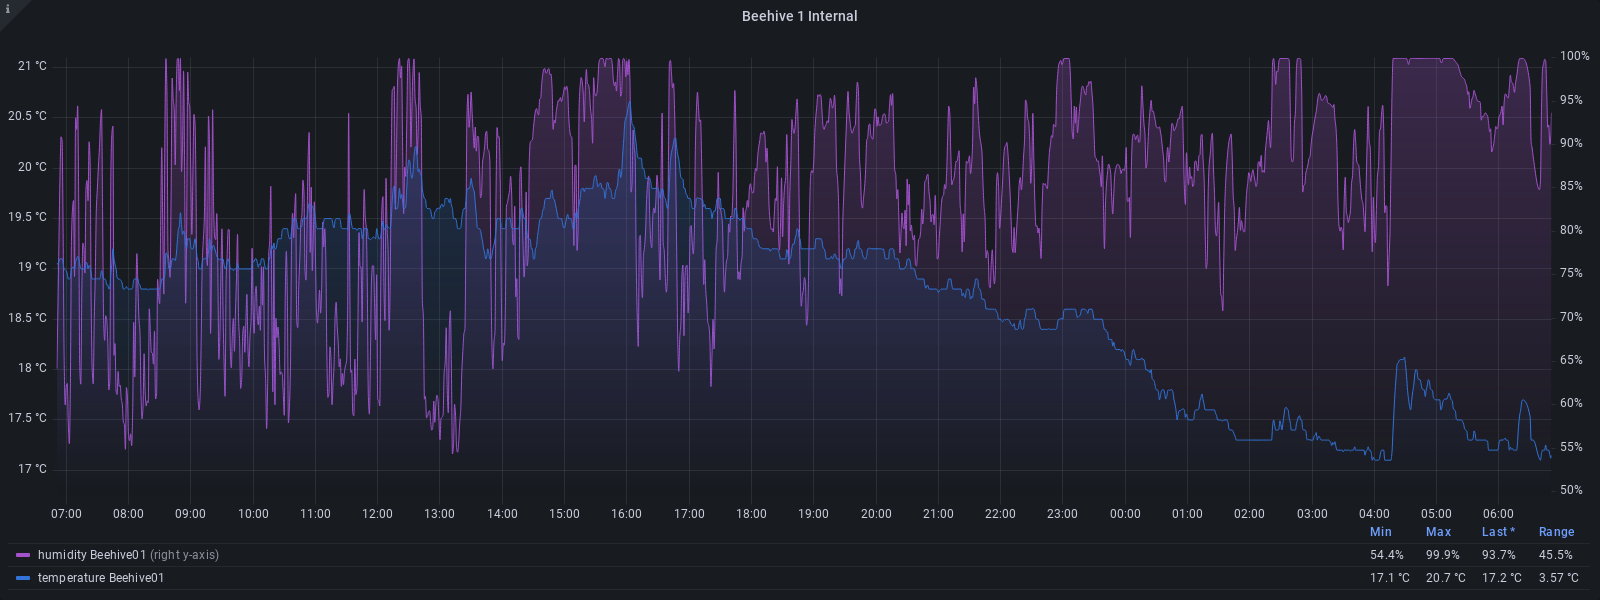 i
Beehive 1 Internal
21 °C
20.5 °C
20 °C
19.5 °C
19 °C
18.5 °C
18 °C
17.5 °C
17 °C
100%
95%
90%
85%
80%
75%
70%
65%
60%
55%
50%
07:00 08:00 09:00 10:00 11:00 12:00 13:00 14:00 15:00 16:00 17:00 18:00 19:00 20:00 21:00 22:00 23:00 00:00 01:00 02:00 03:00 04:00 05:00 06:00
Min Max Last * Range
humidity Beehive01 (right y-axis) 54.4% 99.9% 93.7% 45.5%
temperature Beehive01 17.1 °C 20.7 °C 17.2 °C 3.57 °C